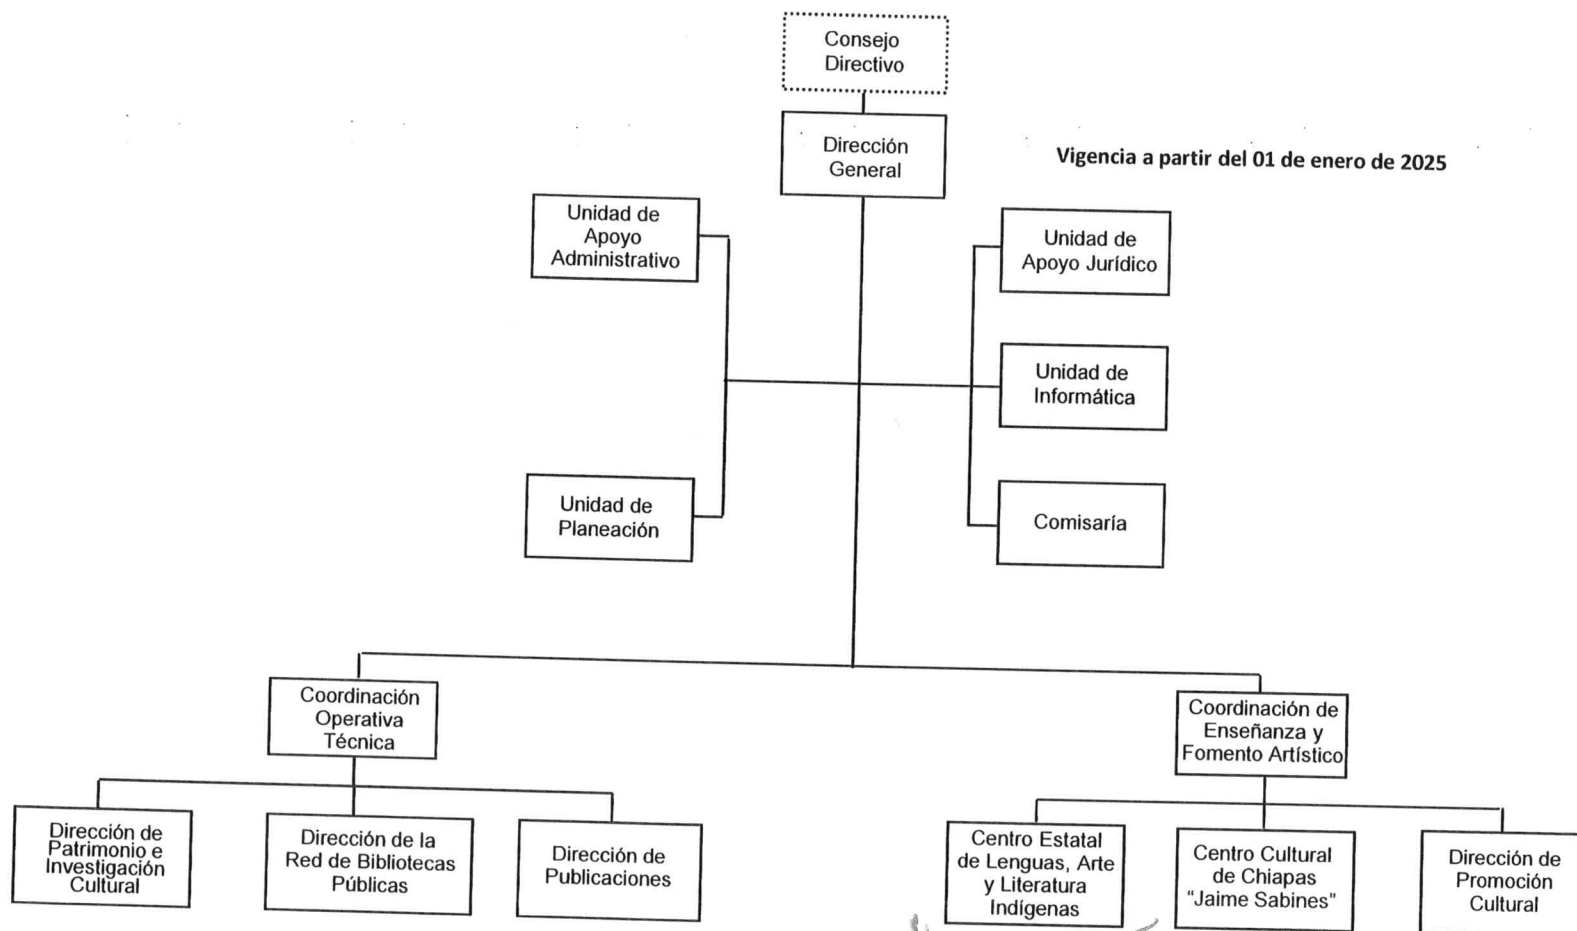 Consejo
Directivo
Dirección
General
Vigencia a partir del 01 de enero de 2025
Unidad de
Apoyo
Administrativo
Unidad de
Apoyo Jurídico
Unidad de
Informática
Unidad de
Planeación
Comisaría
Coordinación
Operativa
Técnica
Coordinación de
Enseñanza y
Fomento Artístico
Dirección de
Patrimonio e
Investigación
Cultural
Dirección de la
Red de Bibliotecas
Públicas
Dirección de
Publicaciones
Centro Estatal
de Lenguas, Arte
y Literatura
Indígenas
Centro Cultural
de Chiapas
“Jaime Sabines”
Dirección de
Promoción
Cultural